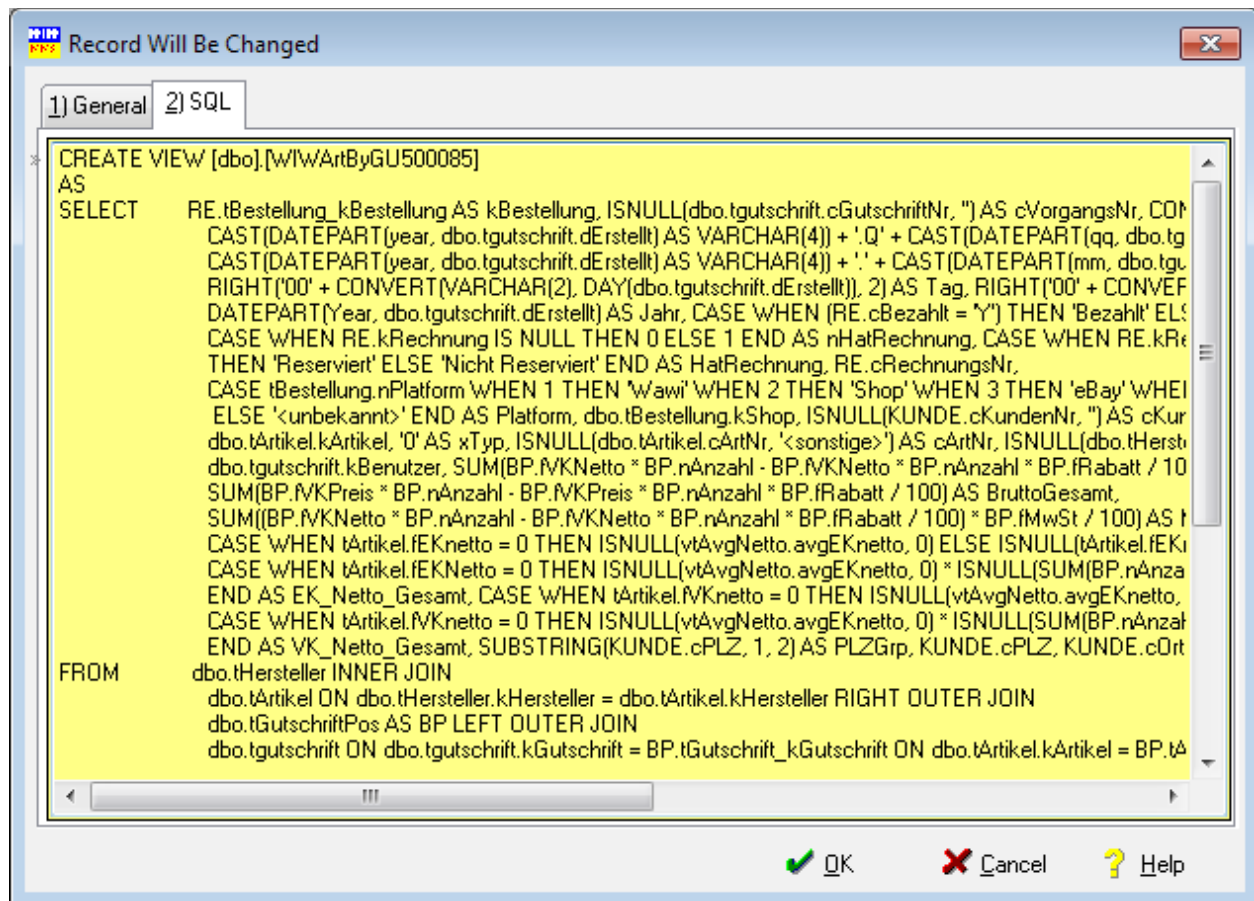 Record Will Be Changed
1) General 2) SQL
CREATE VIEW [dbo].[WIWArtByGU500085]
AS
SELECT RE.tBestellung_kBestellung AS kBestellung, ISNULL(dbo.tgutschrift.cGutschriftNr, '') AS cVorgangsNr, CON
CAST(DATEPART(year, dbo.tgutschrift.dErstellt) AS VARCHAR(4)) + '.Q' + CAST(DATEPART(qq, dbo.tg
CAST(DATEPART(year, dbo.tgutschrift.dErstellt) AS VARCHAR(4)) + '.' + CAST(DATEPART(mm, dbo.tgu
RIGHT('00' + CONVERT(VARCHAR(2), DAY(dbo.tgutschrift.dErstellt)), 2) AS Tag, RIGHT('00' + CONVER
DATEPART(Year, dbo.tgutschrift.dErstellt) AS Jahr, CASE WHEN (RE.cBezahlt = 'Y') THEN 'Bezahlt' ELS
CASE WHEN RE.kRechnung IS NULL THEN 0 ELSE 1 END AS nHatRechnung, CASE WHEN RE.kRe
THEN 'Reserviert' ELSE 'Nicht Reserviert' END AS HatRechnung, RE.cRechnungsNr,
CASE tBestellung.nPlatform WHEN 1 THEN 'Wawi' WHEN 2 THEN 'Shop' WHEN 3 THEN 'eBay' WHEI
ELSE '<unbekannt>' END AS Platform, dbo.tBestellung.kShop, ISNULL(KUNDE.cKundenNr, '') AS cKun
dbo.tArtikel.kArtikel, '0' AS xTyp, ISNULL(dbo.tArtikel.cArtNr, '<sonstige>') AS cArtNr, ISNULL(dbo.tHerst
dbo.tgutschrift.kBenutzer, SUM(BP.fVKNetto * BP.nAnzahl - BP.fVKNetto * BP.nAnzahl * BP.fRabatt / 10
SUM(BP.fVKPreis * BP.nAnzahl - BP.fVKPreis * BP.nAnzahl * BP.fRabatt / 100) AS BruttoGesamt,
SUM((BP.fVKNetto * BP.nAnzahl - BP.fVKNetto * BP.nAnzahl * BP.fRabatt / 100) * BP.fMwSt / 100) AS
CASE WHEN tArtikel.fEKnetto = 0 THEN ISNULL(vtAvgNetto.avgEKnetto, 0) ELSE ISNULL(tArtikel.fEK
CASE WHEN tArtikel.fEKNetto = 0 THEN ISNULL(vtAvgNetto.avgEKnetto, 0) * ISNULL(SUM(BP.nAnza
END AS EK_Netto_Gesamt, CASE WHEN tArtikel.fVKnetto = 0 THEN ISNULL(vtAvgNetto.avgEKnetto,
CASE WHEN tArtikel.fVKnetto = 0 THEN ISNULL(vtAvgNetto.avgEKnetto, 0) * ISNULL(SUM(BP.nAnzah
END AS VK_Netto_Gesamt, SUBSTRING(KUNDE.cPLZ, 1, 2) AS PLZGrp, KUNDE.cPLZ, KUNDE.cOrt
FROM dbo.tHersteller INNER JOIN
dbo.tArtikel ON dbo.tHersteller.kHersteller = dbo.tArtikel.kHersteller RIGHT OUTER JOIN
dbo.tGutschriftPos AS BP LEFT OUTER JOIN
dbo.tgutschrift ON dbo.tgutschrift.kGutschrift = BP.tGutschrift_kGutschrift ON dbo.tArtikel.kArtikel = BP.tA
OK Cancel Help